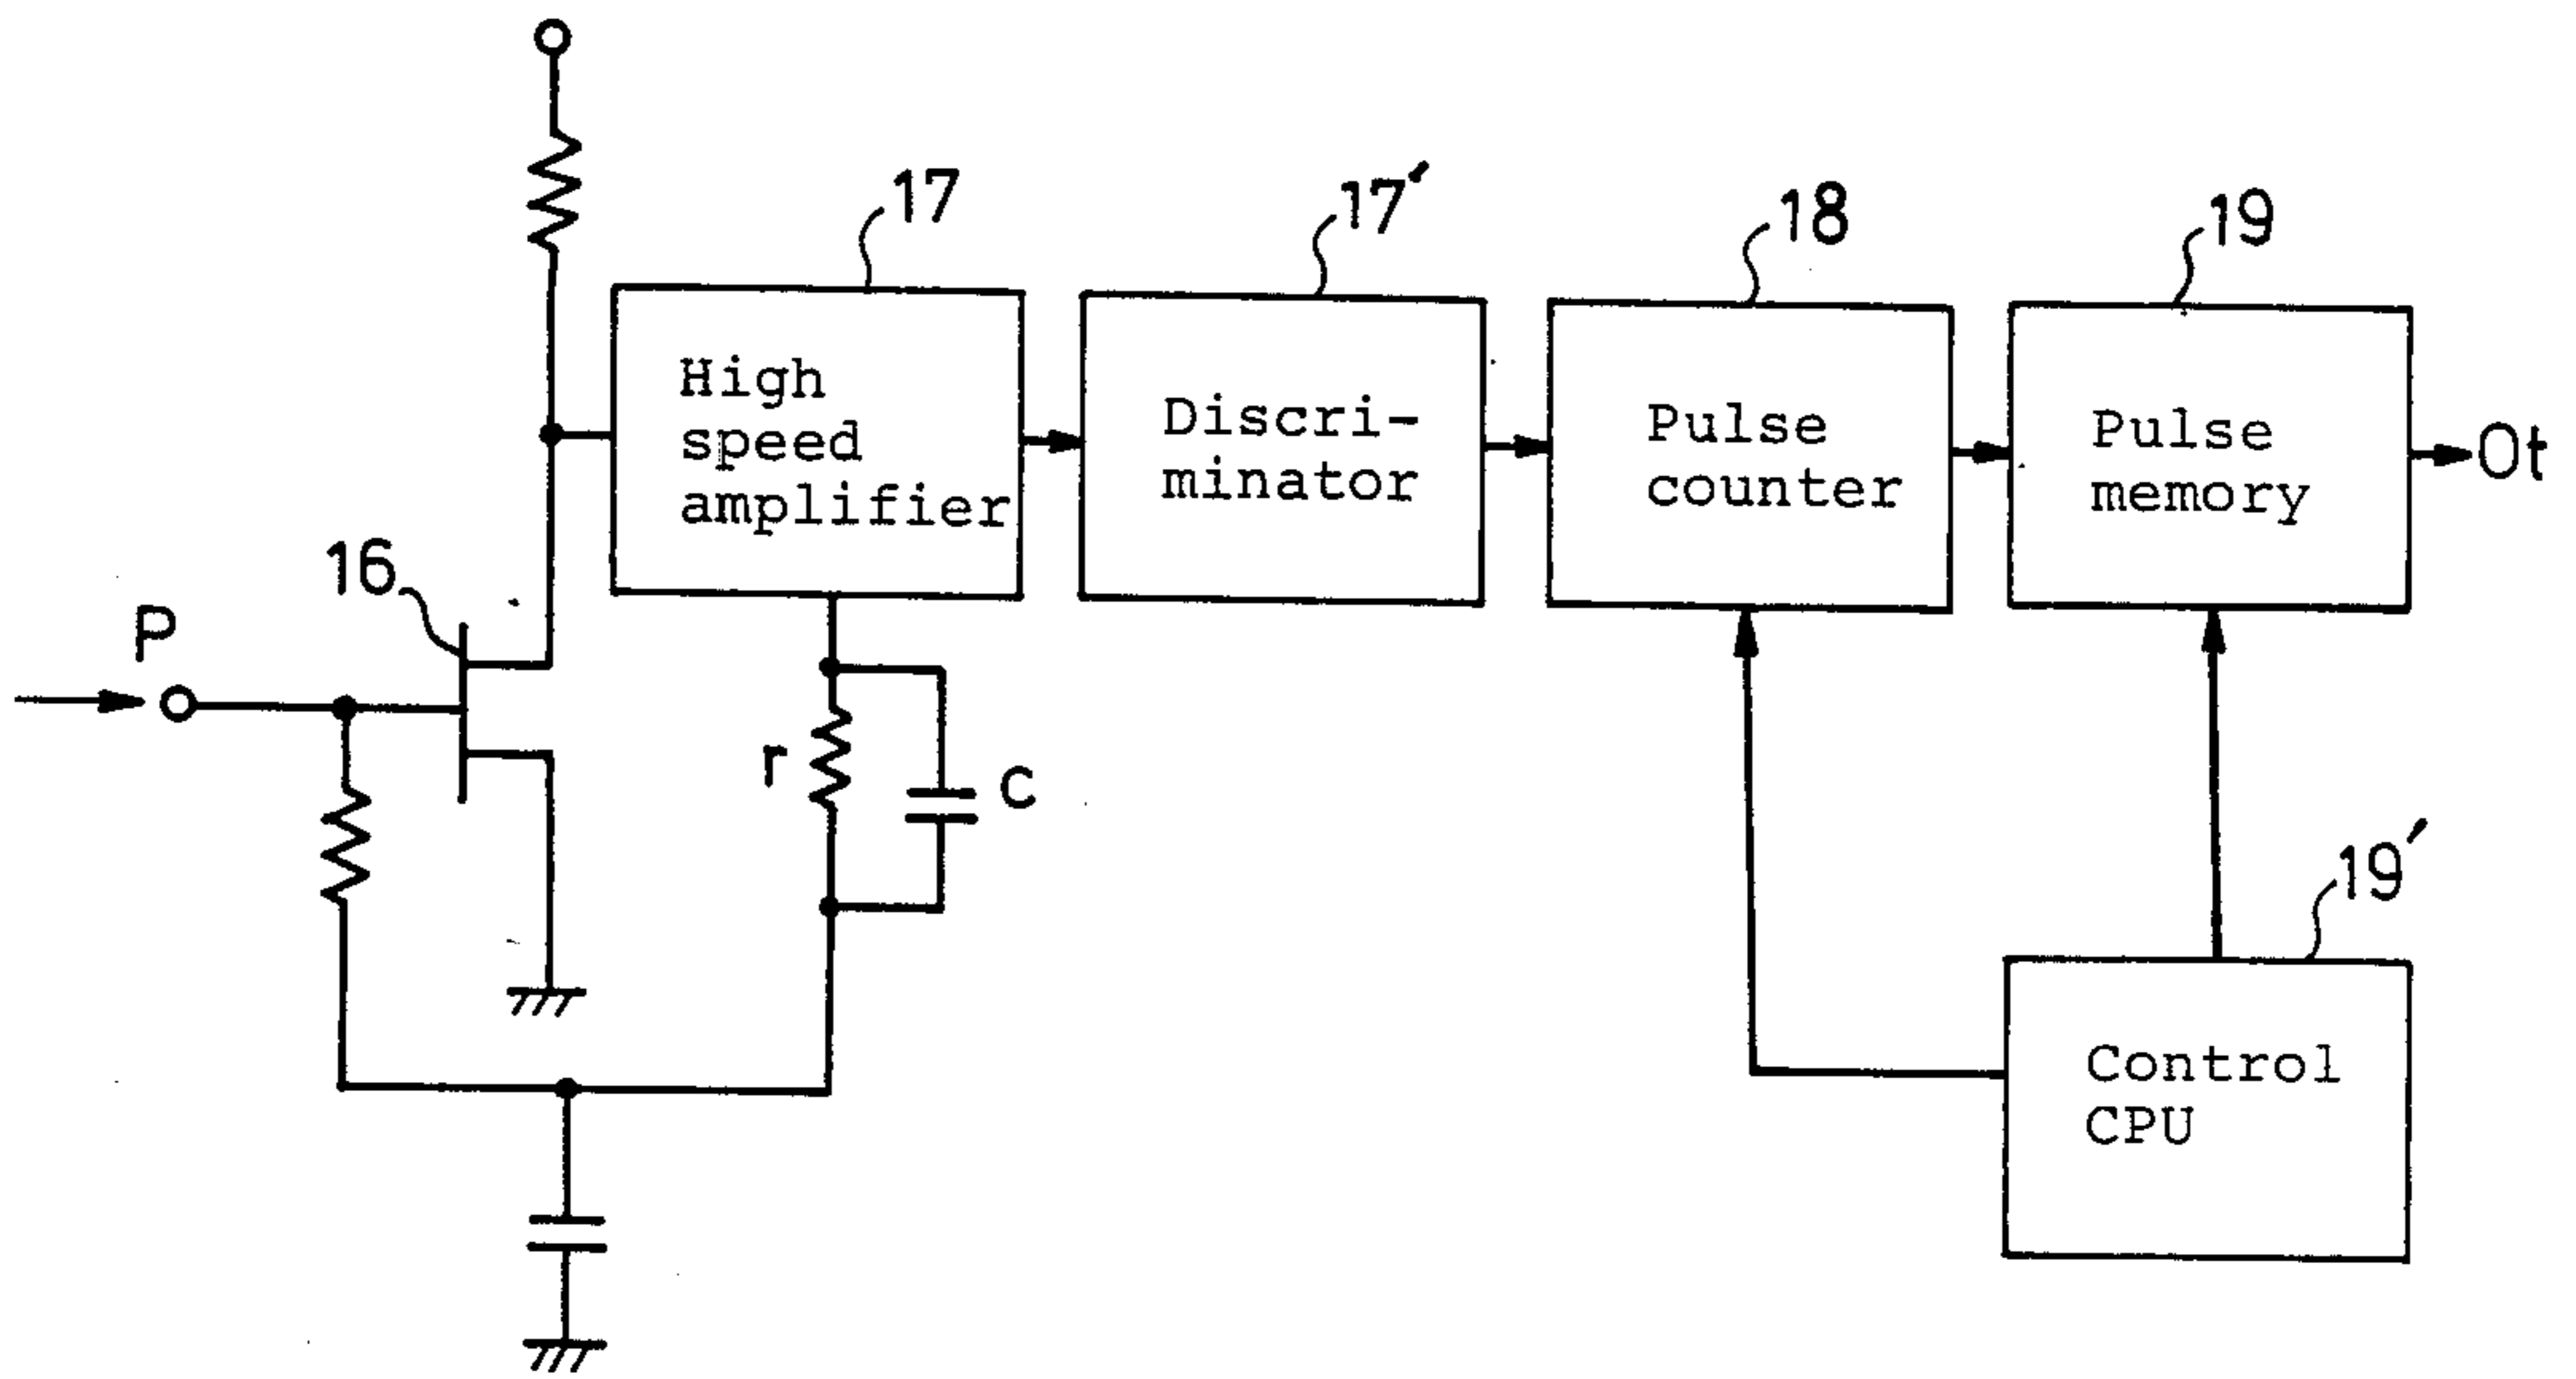 17
17′
18
19
High
speed
amplifier
Discri-
minator
Pulse
counter
Pulse
memory
Ot
16
P
r
C
19′
Control
CPU